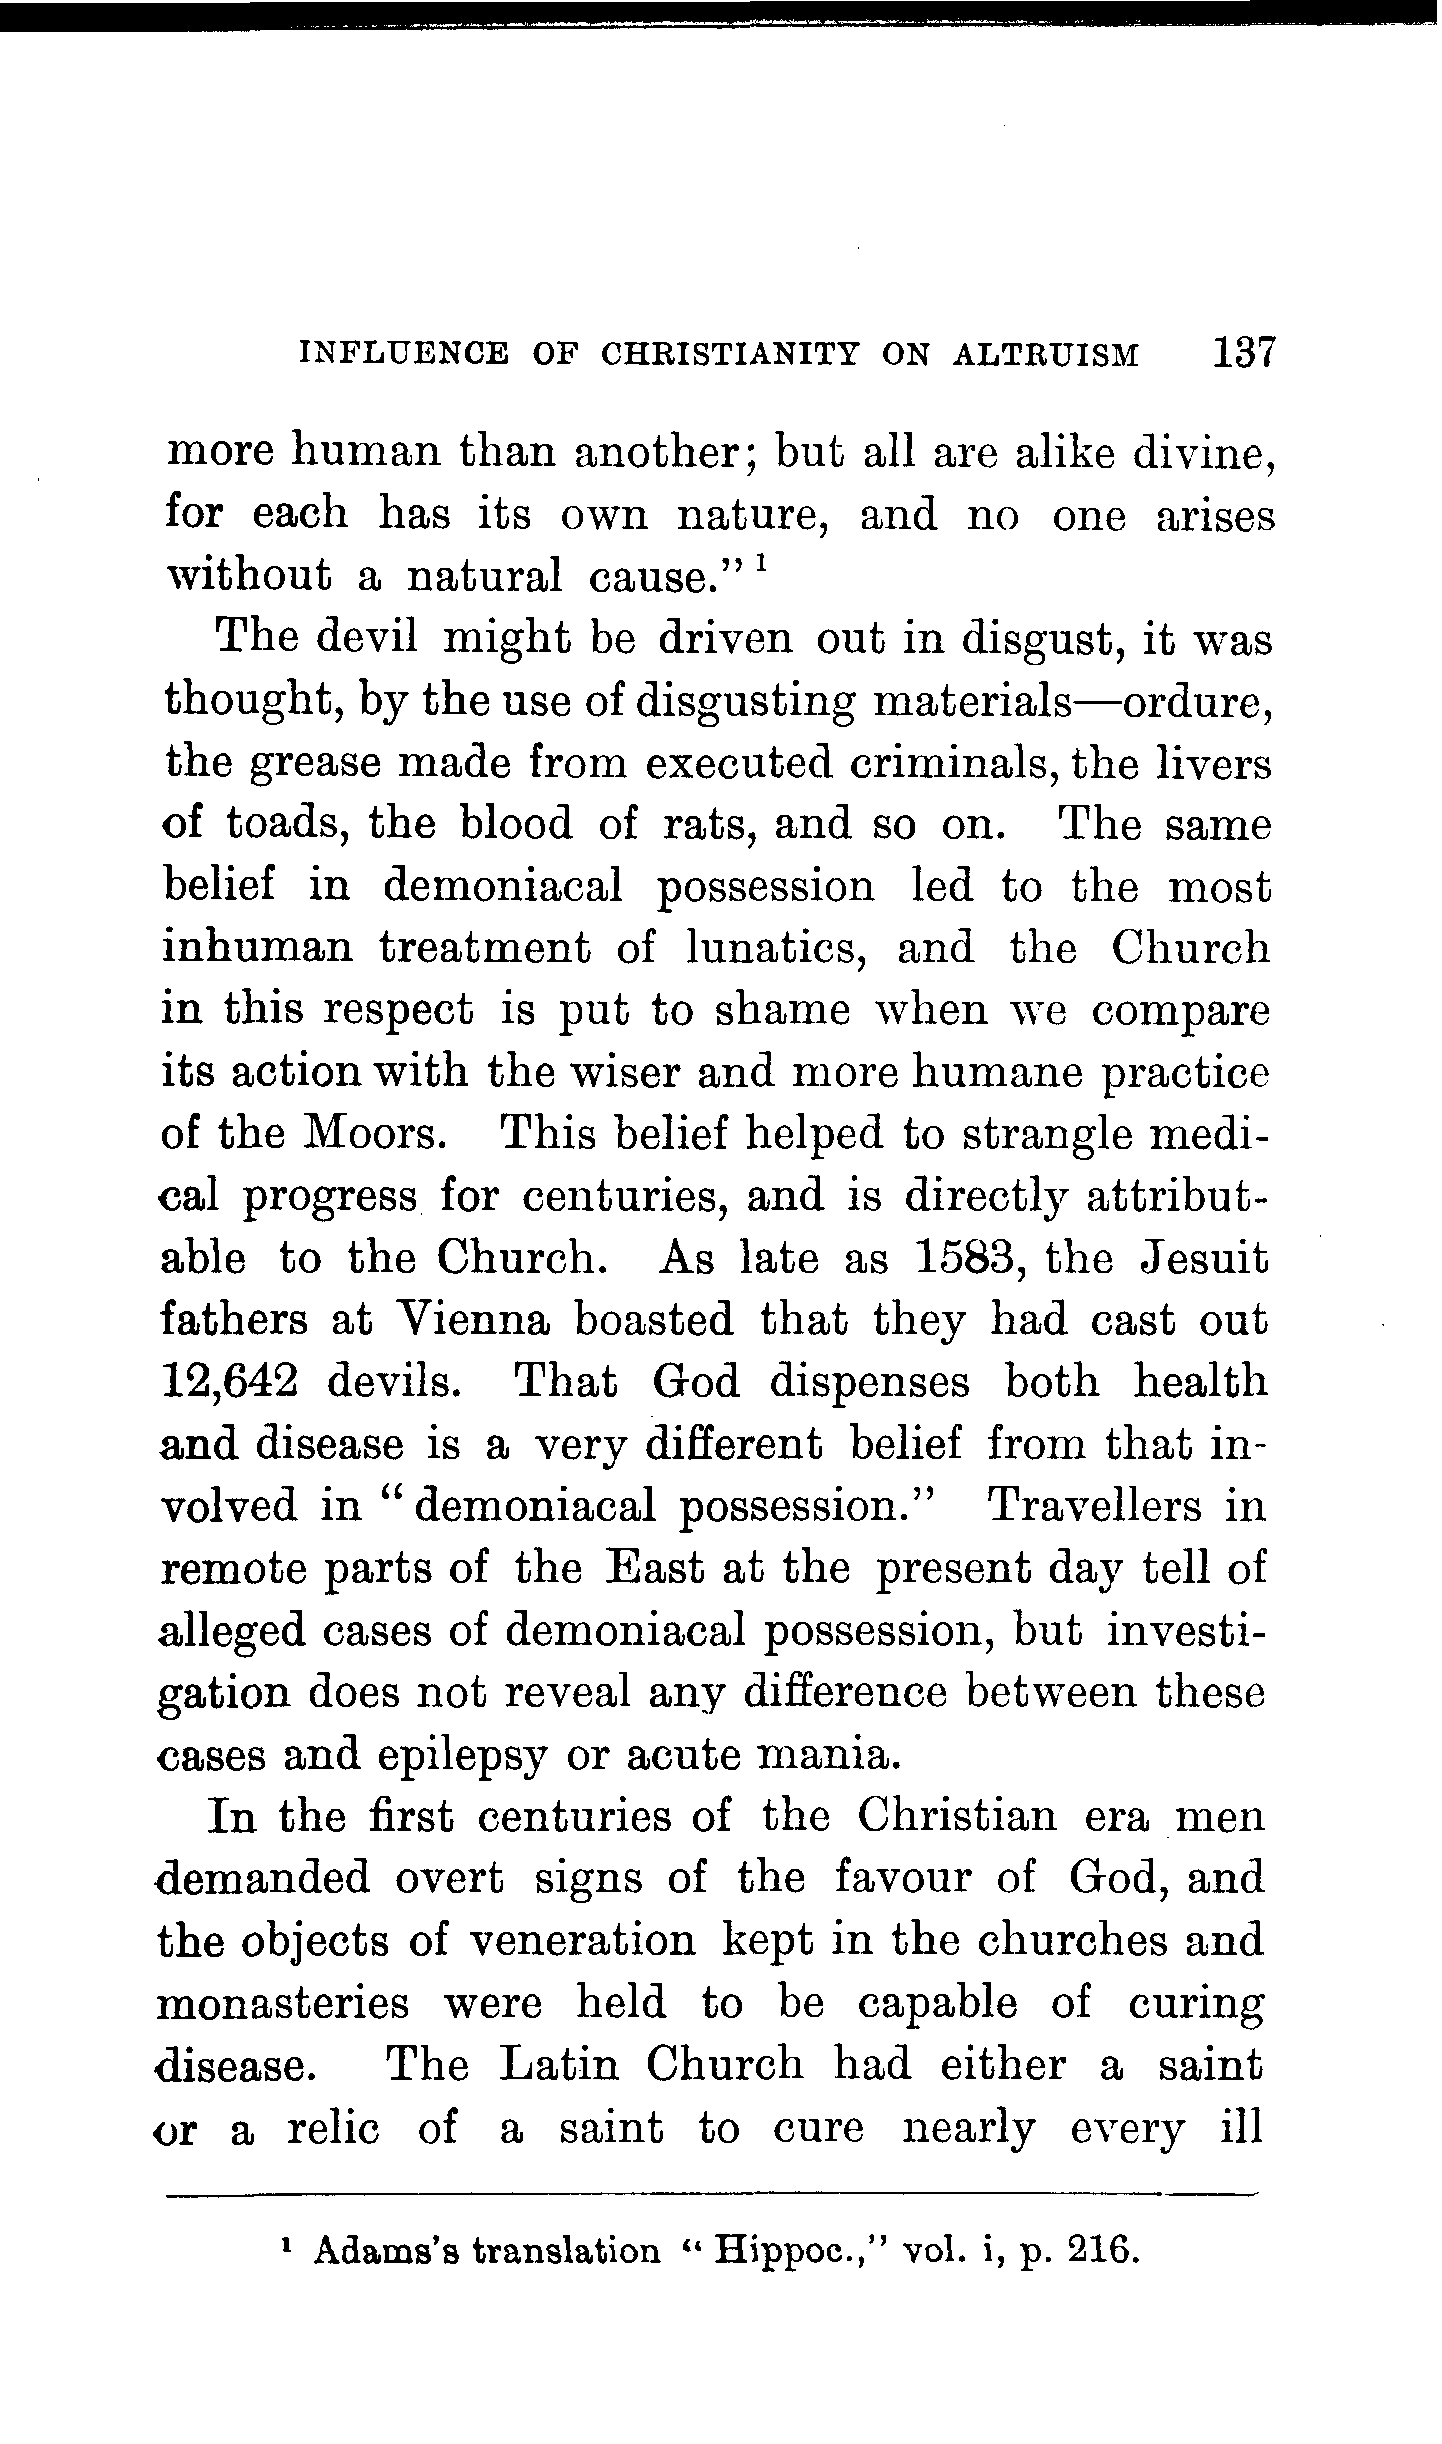 INFLUENCE OF CHRISTIANITY ON ALTRUISM 137
more human than another; but all are alike divine,
for each has its own nature, and no one arises
without a natural cause." ¹
The devil might be driven out in disgust, it was
thought, by the use of disgusting materials—ordure,
the grease made from executed criminals, the livers
of toads, the blood of rats, and so on. The same
belief in demoniacal possession led to the most
inhuman treatment of lunatics, and the Church
in this respect is put to shame when we compare
its action with the wiser and more humane practice
of the Moors. This belief helped to strangle medi-
cal progress for centuries, and is directly attribut-
able to the Church. As late as 1583, the Jesuit
fathers at Vienna boasted that they had cast out
12,642 devils. That God dispenses both health
and disease is a very different belief from that in-
volved in " demoniacal possession." Travellers in
remote parts of the East at the present day tell of
alleged cases of demoniacal possession, but investi-
gation does not reveal any difference between these
cases and epilepsy or acute mania.
In the first centuries of the Christian era men
demanded overt signs of the favour of God, and
the objects of veneration kept in the churches and
monasteries were held to be capable of curing
disease. The Latin Church had either a saint
or a relic of a saint to cure nearly every ill
¹ Adams's translation " Hippoc.," vol. i, p. 216.